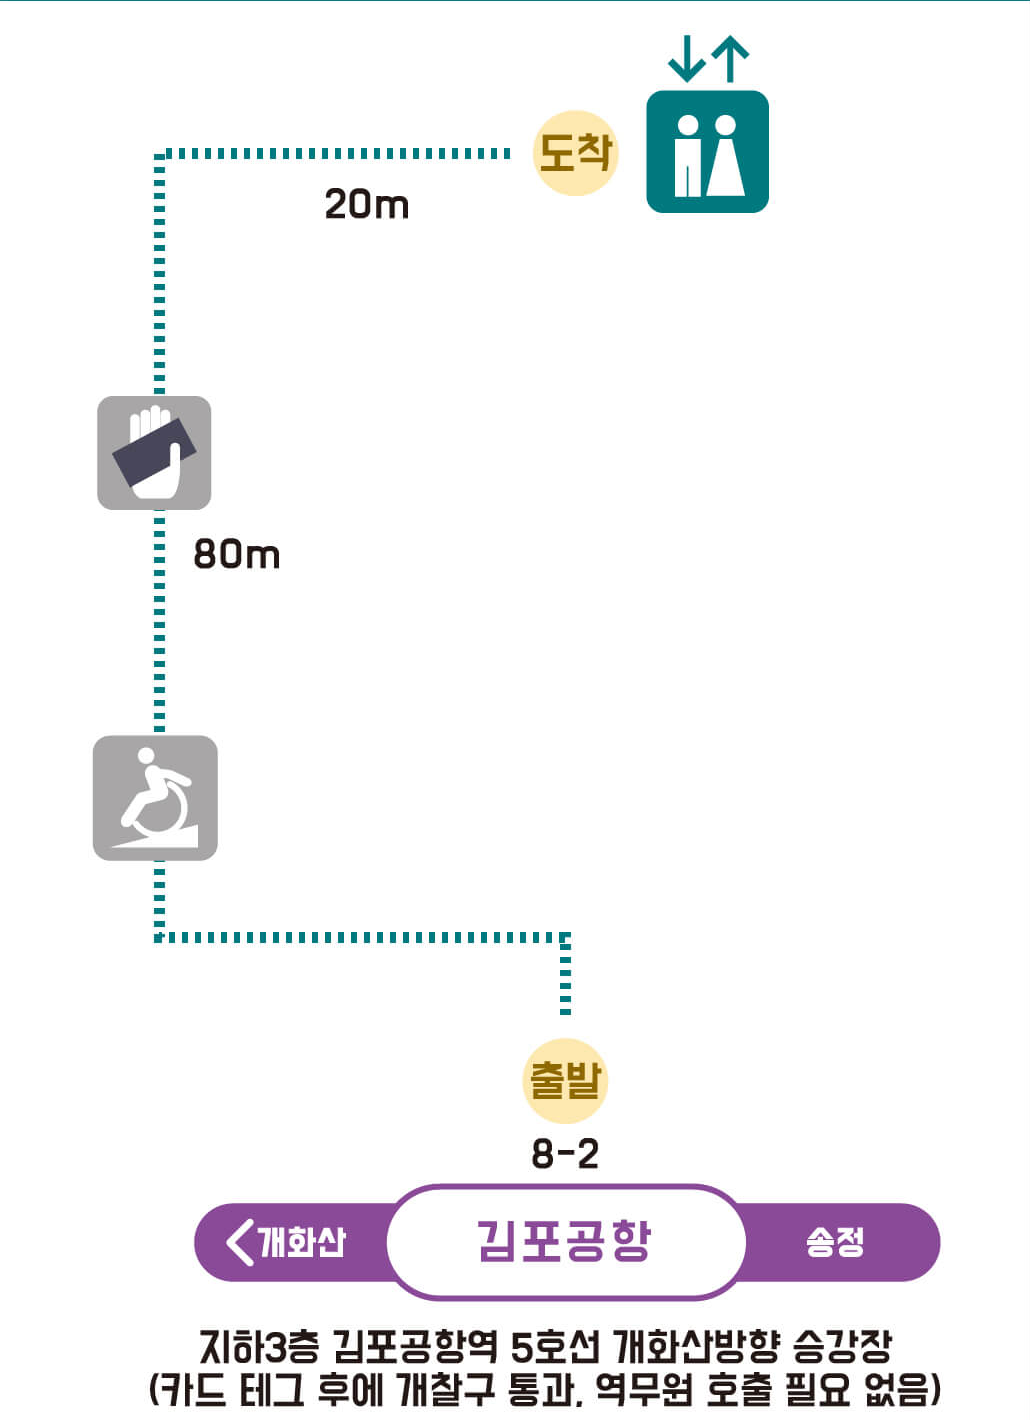 도착
20m
80m
출발
8-2
개화산 김포공항 송정
지하3층 김포공항역 5호선 개화산방향 승강장
(카드 테그 후에 개찰구 통과, 역무원 호출 필요 없음)